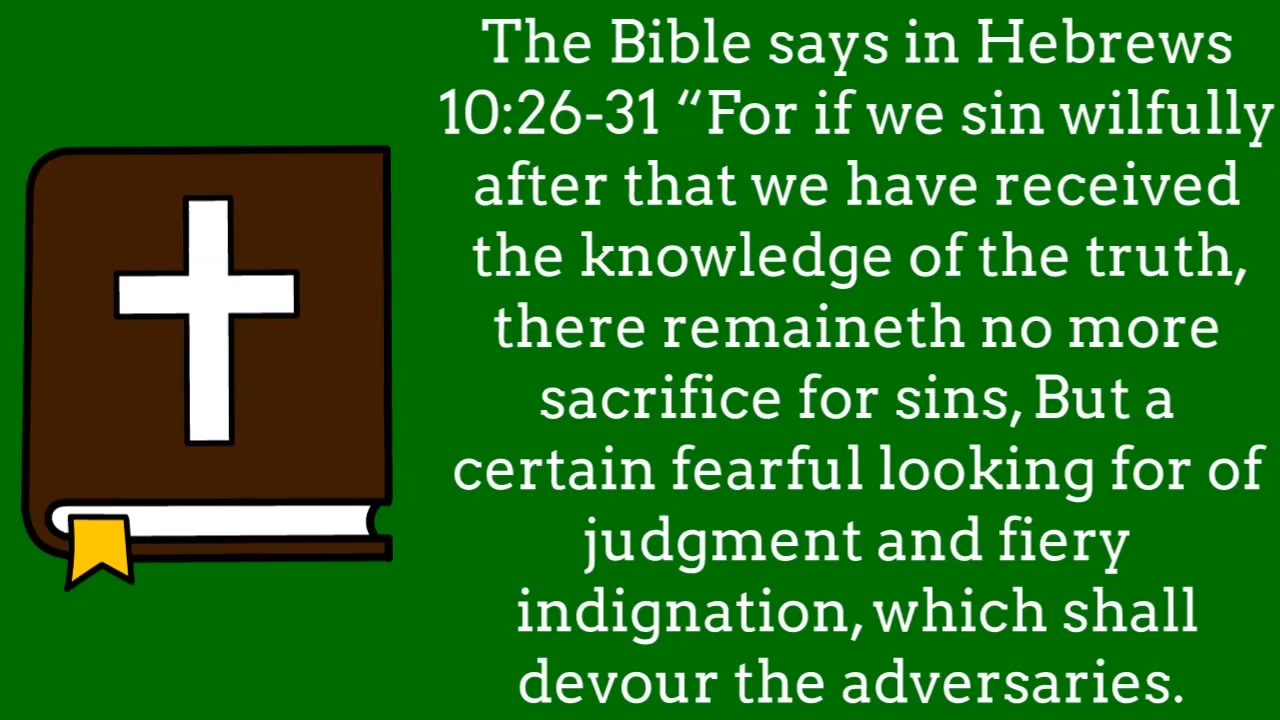 The Bible says in Hebrews
10:26-31 “For if we sin wilfully
after that we have received
the knowledge of the truth,
there remaineth no more
sacrifice for sins, But a
certain fearful looking for of
judgment and fiery
indignation, which shall
devour the adversaries.